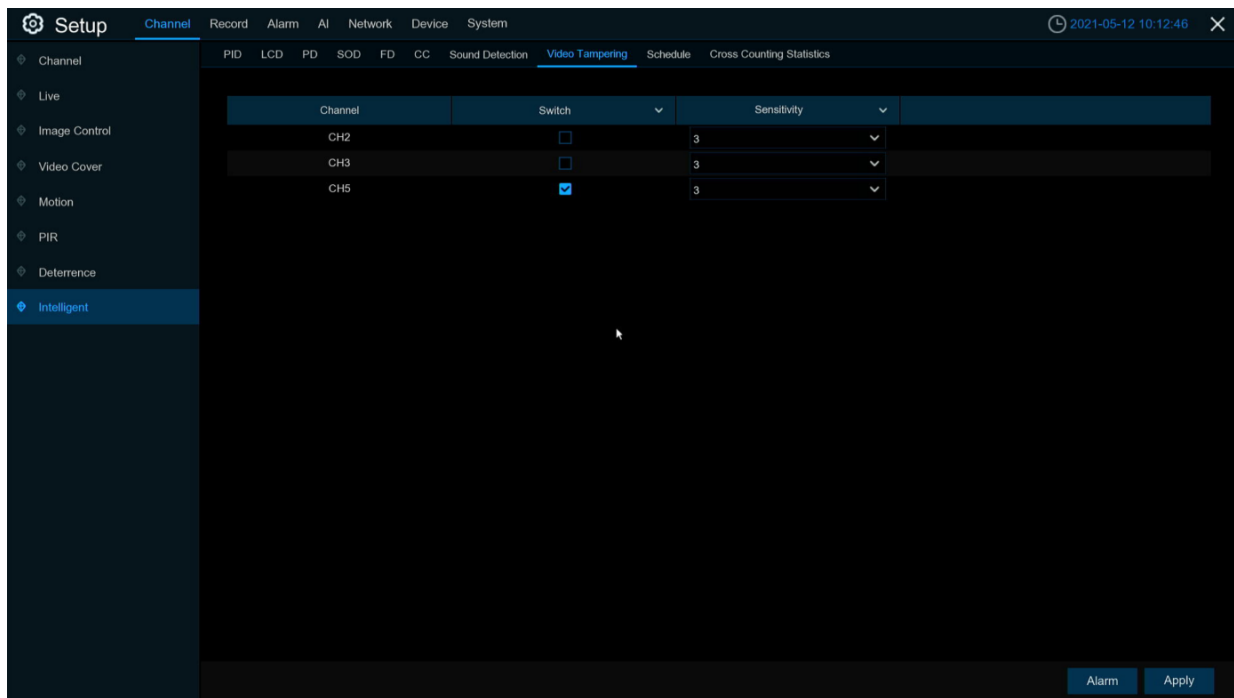 Setup Channel Record Alarm AI Network Device System 2021-05-12 10:12:46
PID LCD PD SOD FD CC Sound Detection Video Tampering Schedule Cross Counting Statistics
Channel
Live
Image Control
Video Cover
Motion
PIR
Deterrence
Intelligent
Channel Switch Sensitivity
CH2 3
CH3 3
CH5 3
Alarm Apply